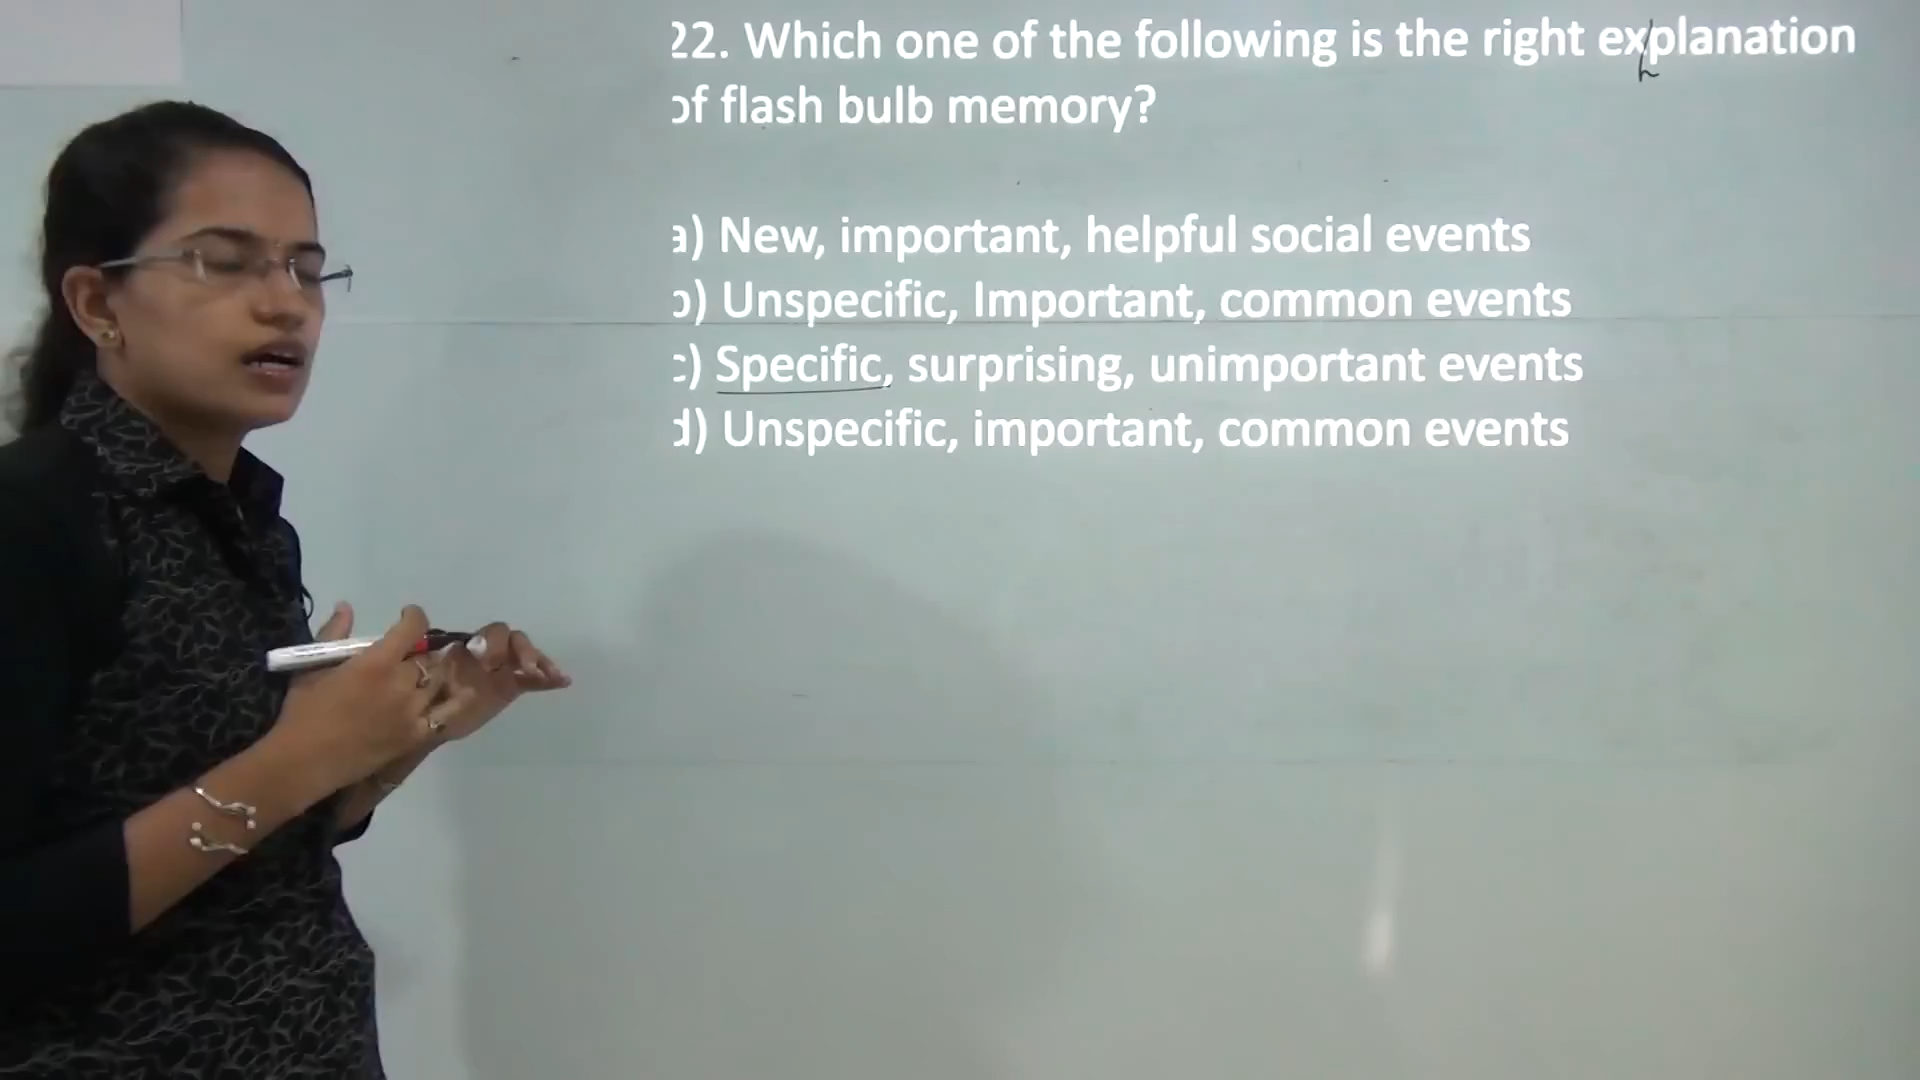 22. Which one of the following is the right explanation
of flash bulb memory?
a) New, important, helpful social events
b) Unspecific, Important, common events
c) Specific, surprising, unimportant events
d) Unspecific, important, common events